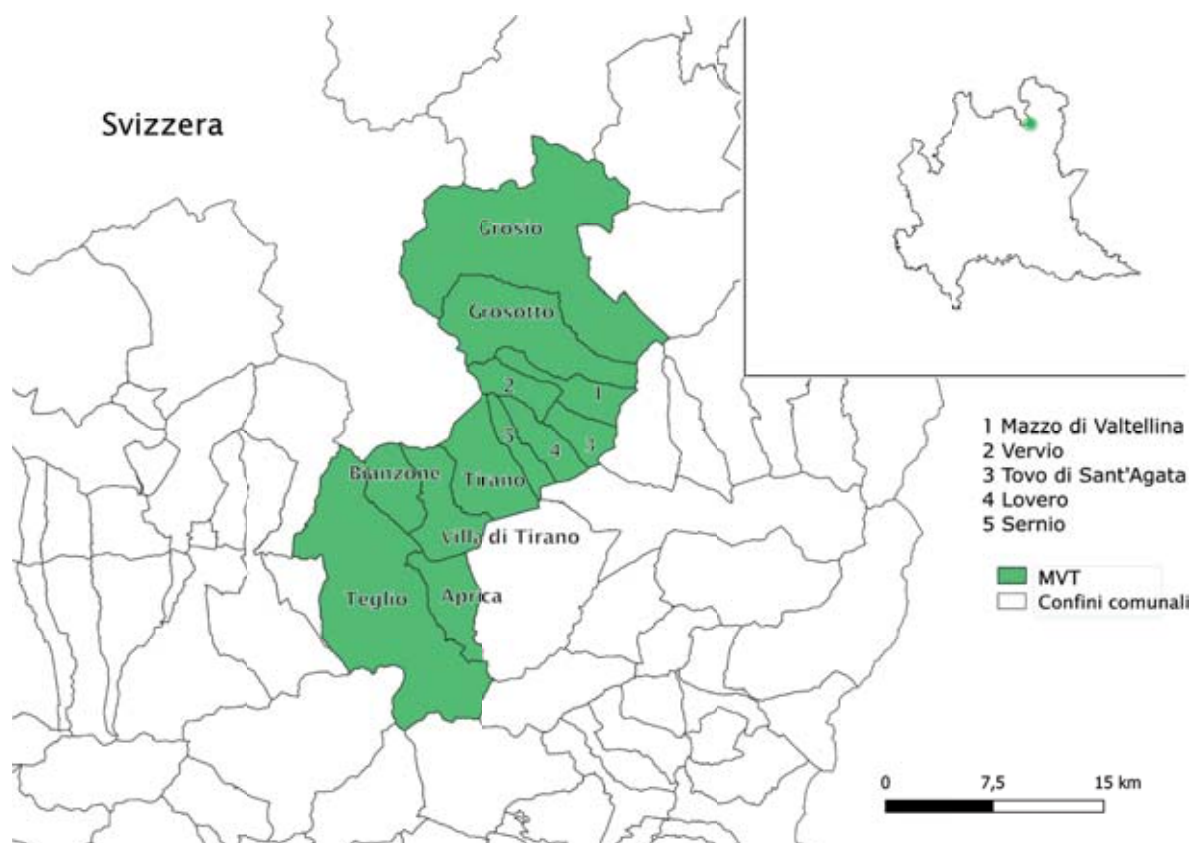 Svizzera
Grosio
Grosotto
2
1
5
4
3
Bianzone
Tirano
Villa di Tirano
Teglio
Aprica
1 Mazzo di Valtellina
2 Vervio
3 Tovo di Sant'Agata
4 Lovero
5 Sernio
MVT
Confini comunali
0 7,5 15 km